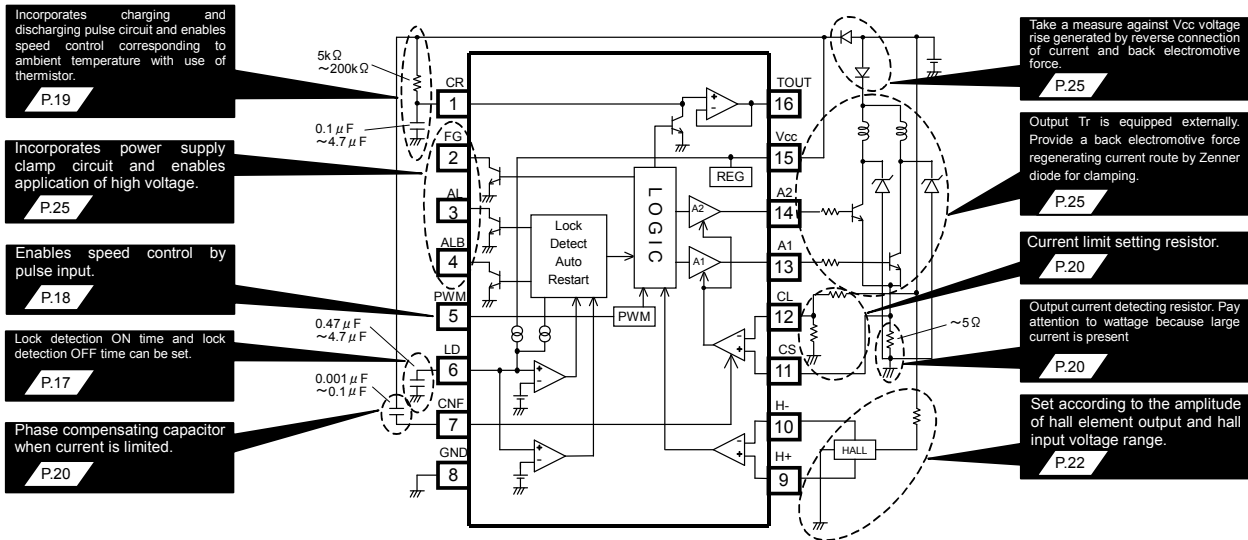 Incorporates charging and
discharging pulse circuit and enables
speed control corresponding to
ambient temperature with use of
thermistor.
P.19
Incorporates power supply
clamp circuit and enables
application of high voltage.
P.25
Enables speed control by
pulse input.
P.18
Lock detection ON time and lock
detection OFF time can be set.
P.17
Phase compensating capacitor
when current is limited.
P.20
5kΩ
~200kΩ
0.1μF
~4.7μF
0.47μF
~4.7μF
0.001μF
~0.1μF
CR
1
FG
2
AL
3
ALB
4
PWM
5
LD
6
CNF
7
GND
8
Lock
Detect
Auto
Restart
LOGIC
PWM
REG
A2
A1
TOUT
16
Vcc
15
A2
14
A1
13
CL
12
CS
11
H-
10
H+
9
HALL
~5Ω
Take a measure against Vcc voltage
rise generated by reverse connection
of current and back electromotive
force.
P.25
Output Tr is equipped externally.
Provide a back electromotive force
regenerating current route by Zenner
diode for clamping.
P.25
Current limit setting resistor.
P.20
Output current detecting resistor. Pay
attention to wattage because large
current is present
P.20
Set according to the amplitude
of hall element output and hall
input voltage range.
P.22